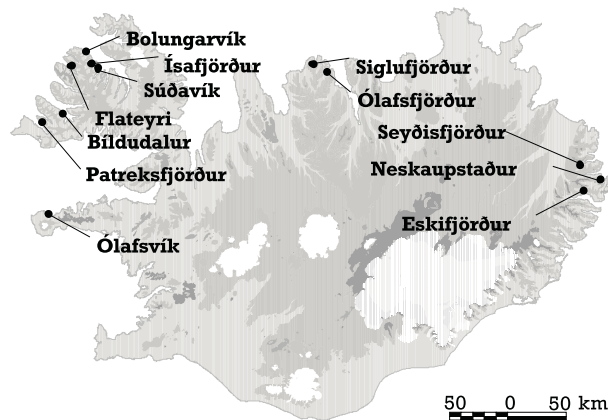 Bolungarvík
Ísafjörður
Súðavík
Flateyri
Bíldudalur
Patreksfjörður
Ólafsvík
Siglufjörður
Ólafsfjörður
Seyðisfjörður
Neskaupstaður
Eskifjörður
50 0 50 km